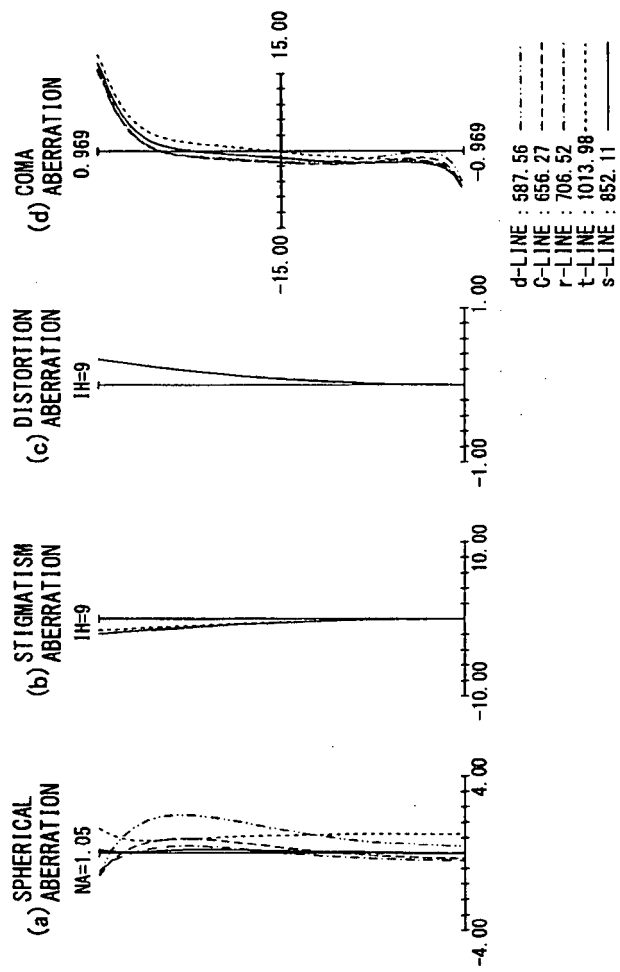 (a) SPHERICAL
ABERRATION
NA=1.05
-4.00
4.00
(b) STIGMATISM
ABERRATION
IH=9
-10.00
10.00
(c) DISTORTION
ABERRATION
IH=9
-1.00
1.00
(d) COMA
ABERRATION
0.969
-15.00
15.00
-0.969
d-LINE : 587.56
C-LINE : 656.27
r-LINE : 706.52
t-LINE : 1013.98
s-LINE : 852.11